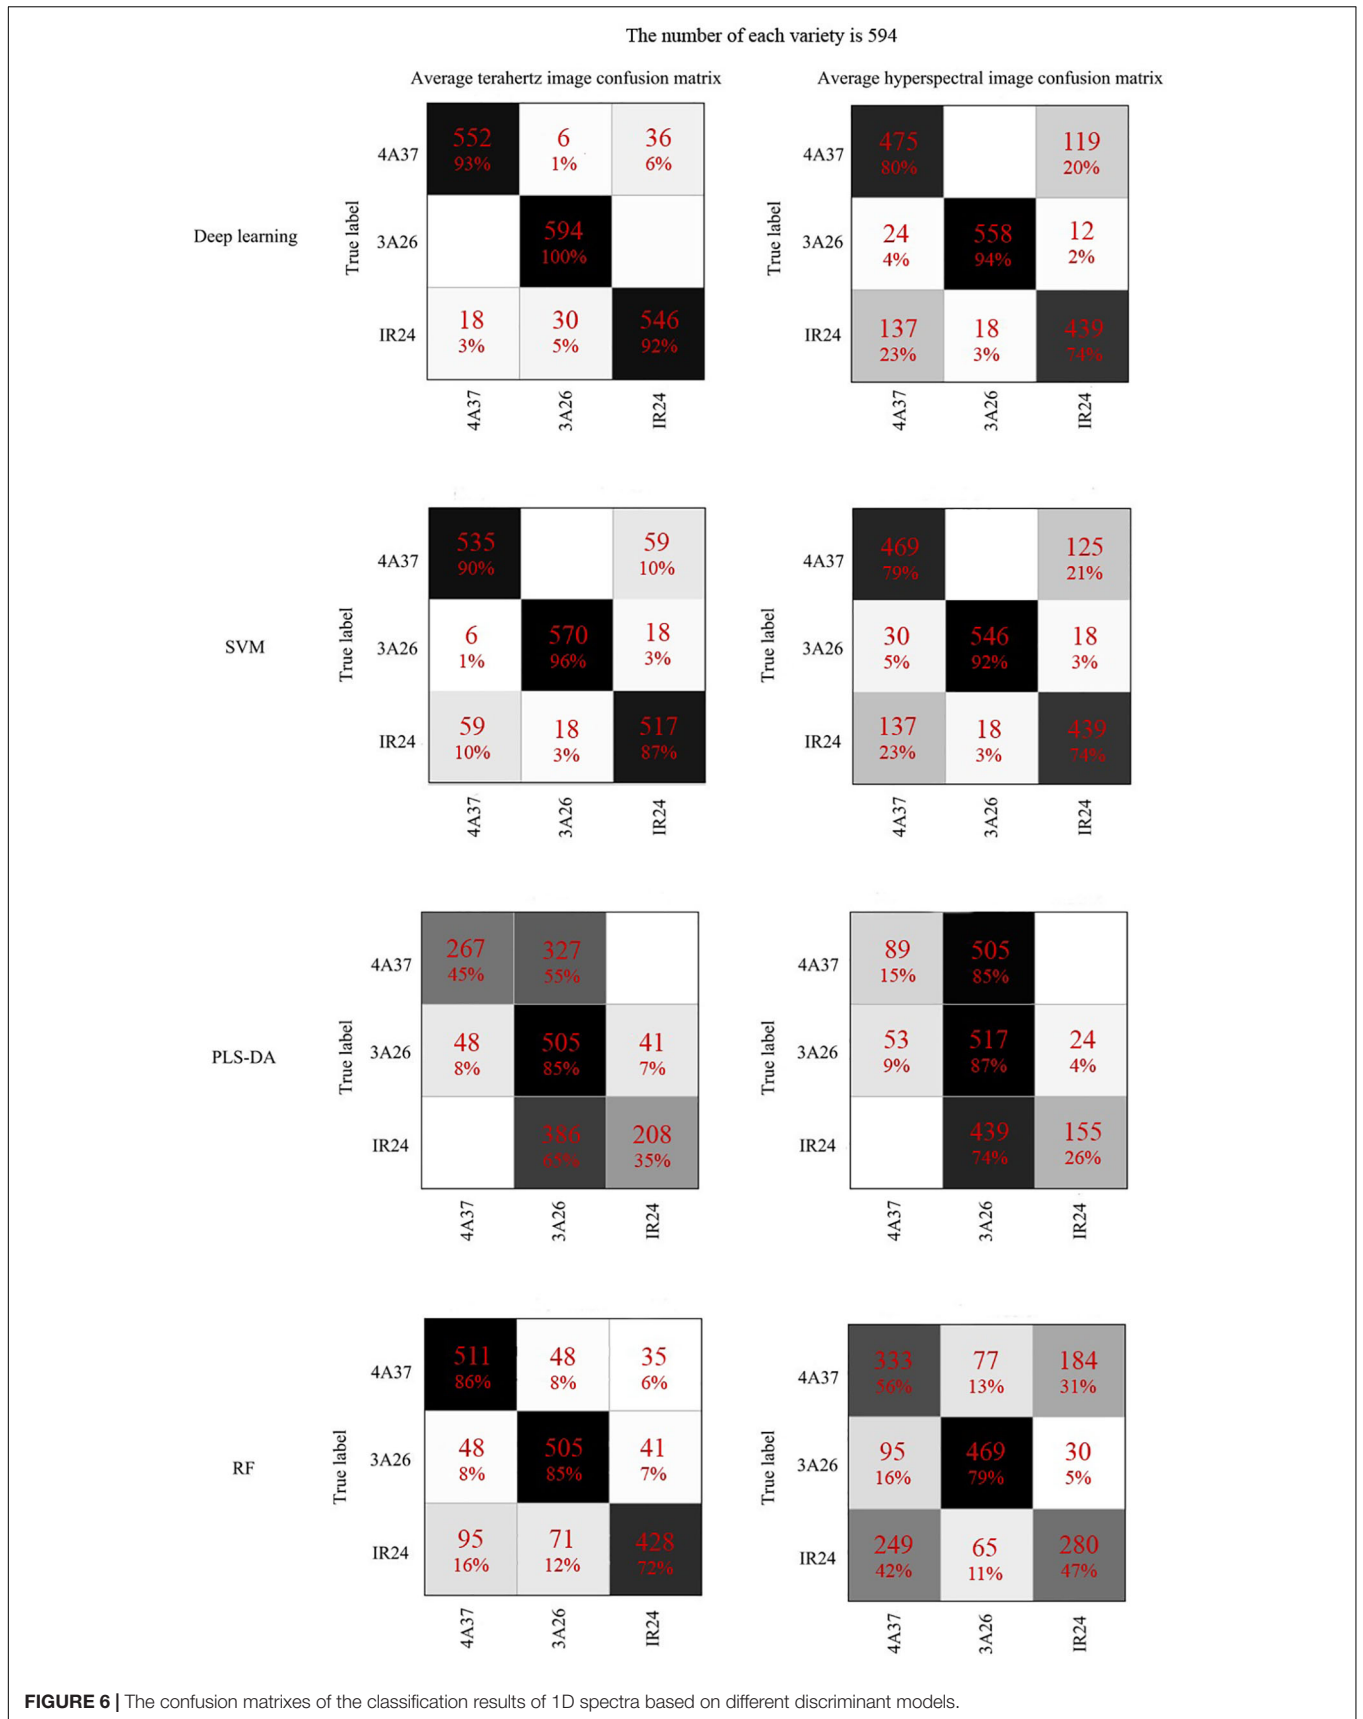 The number of each variety is 594
Average terahertz image confusion matrix
Average hyperspectral image confusion matrix
Deep learning
True label
4A37
552 6 36
93% 1% 6%
3A26
594
100%
IR24
18 30 546
3% 5% 92%
4A37 3A26 IR24
True label
4A37
475 119
80% 20%
3A26
24 558 12
4% 94% 2%
IR24
137 18 439
23% 3% 74%
4A37 3A26 IR24
SVM
True label
4A37
535 59
90% 10%
3A26
6 570 18
1% 96% 3%
IR24
59 18 517
10% 3% 87%
4A37 3A26 IR24
True label
4A37
469 125
79% 21%
3A26
30 546 18
5% 92% 3%
IR24
137 18 439
23% 3% 74%
4A37 3A26 IR24
PLS-DA
True label
4A37
267 327
45% 55%
3A26
48 505 41
8% 85% 7%
IR24
386 208
65% 35%
4A37 3A26 IR24
True label
4A37
89 505
15% 85%
3A26
53 517 24
9% 87% 4%
IR24
439 155
74% 26%
4A37 3A26 IR24
RF
True label
4A37
511 48 35
86% 8% 6%
3A26
48 505 41
8% 85% 7%
IR24
95 71 428
16% 12% 72%
4A37 3A26 IR24
True label
4A37
333 77 184
56% 13% 31%
3A26
95 469 30
16% 79% 5%
IR24
249 65 280
42% 11% 47%
4A37 3A26 IR24
FIGURE 6 | The confusion matrixes of the classification results of 1D spectra based on different discriminant models.